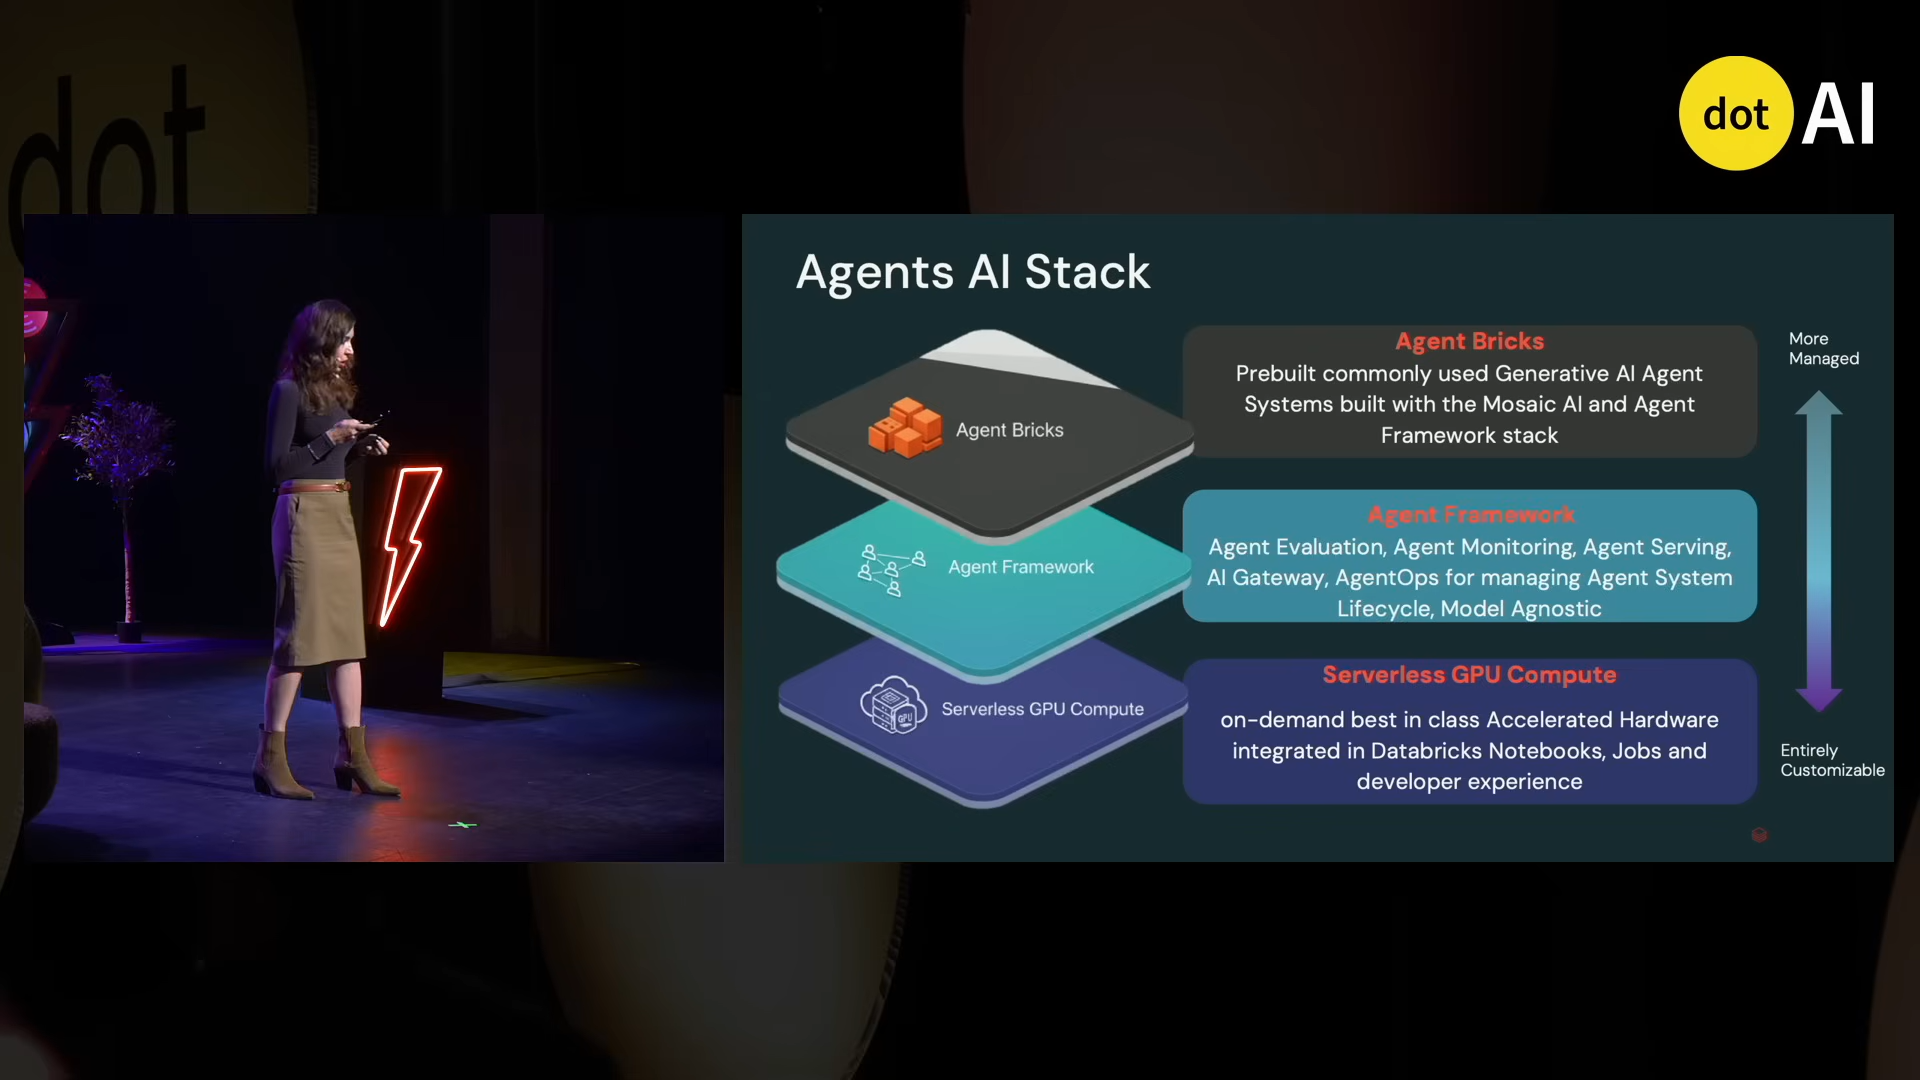 dot
dot AI
Agents AI Stack
Agent Bricks
Agent Framework
Serverless GPU Compute
GPU
Agent Bricks
Prebuilt commonly used Generative AI Agent
Systems built with the Mosaic AI and Agent
Framework stack
Agent Framework
Agent Evaluation, Agent Monitoring, Agent Serving,
AI Gateway, AgentOps for managing Agent System
Lifecycle, Model Agnostic
Serverless GPU Compute
on-demand best in class Accelerated Hardware
integrated in Databricks Notebooks, Jobs and
developer experience
More
Managed
Entirely
Customizable